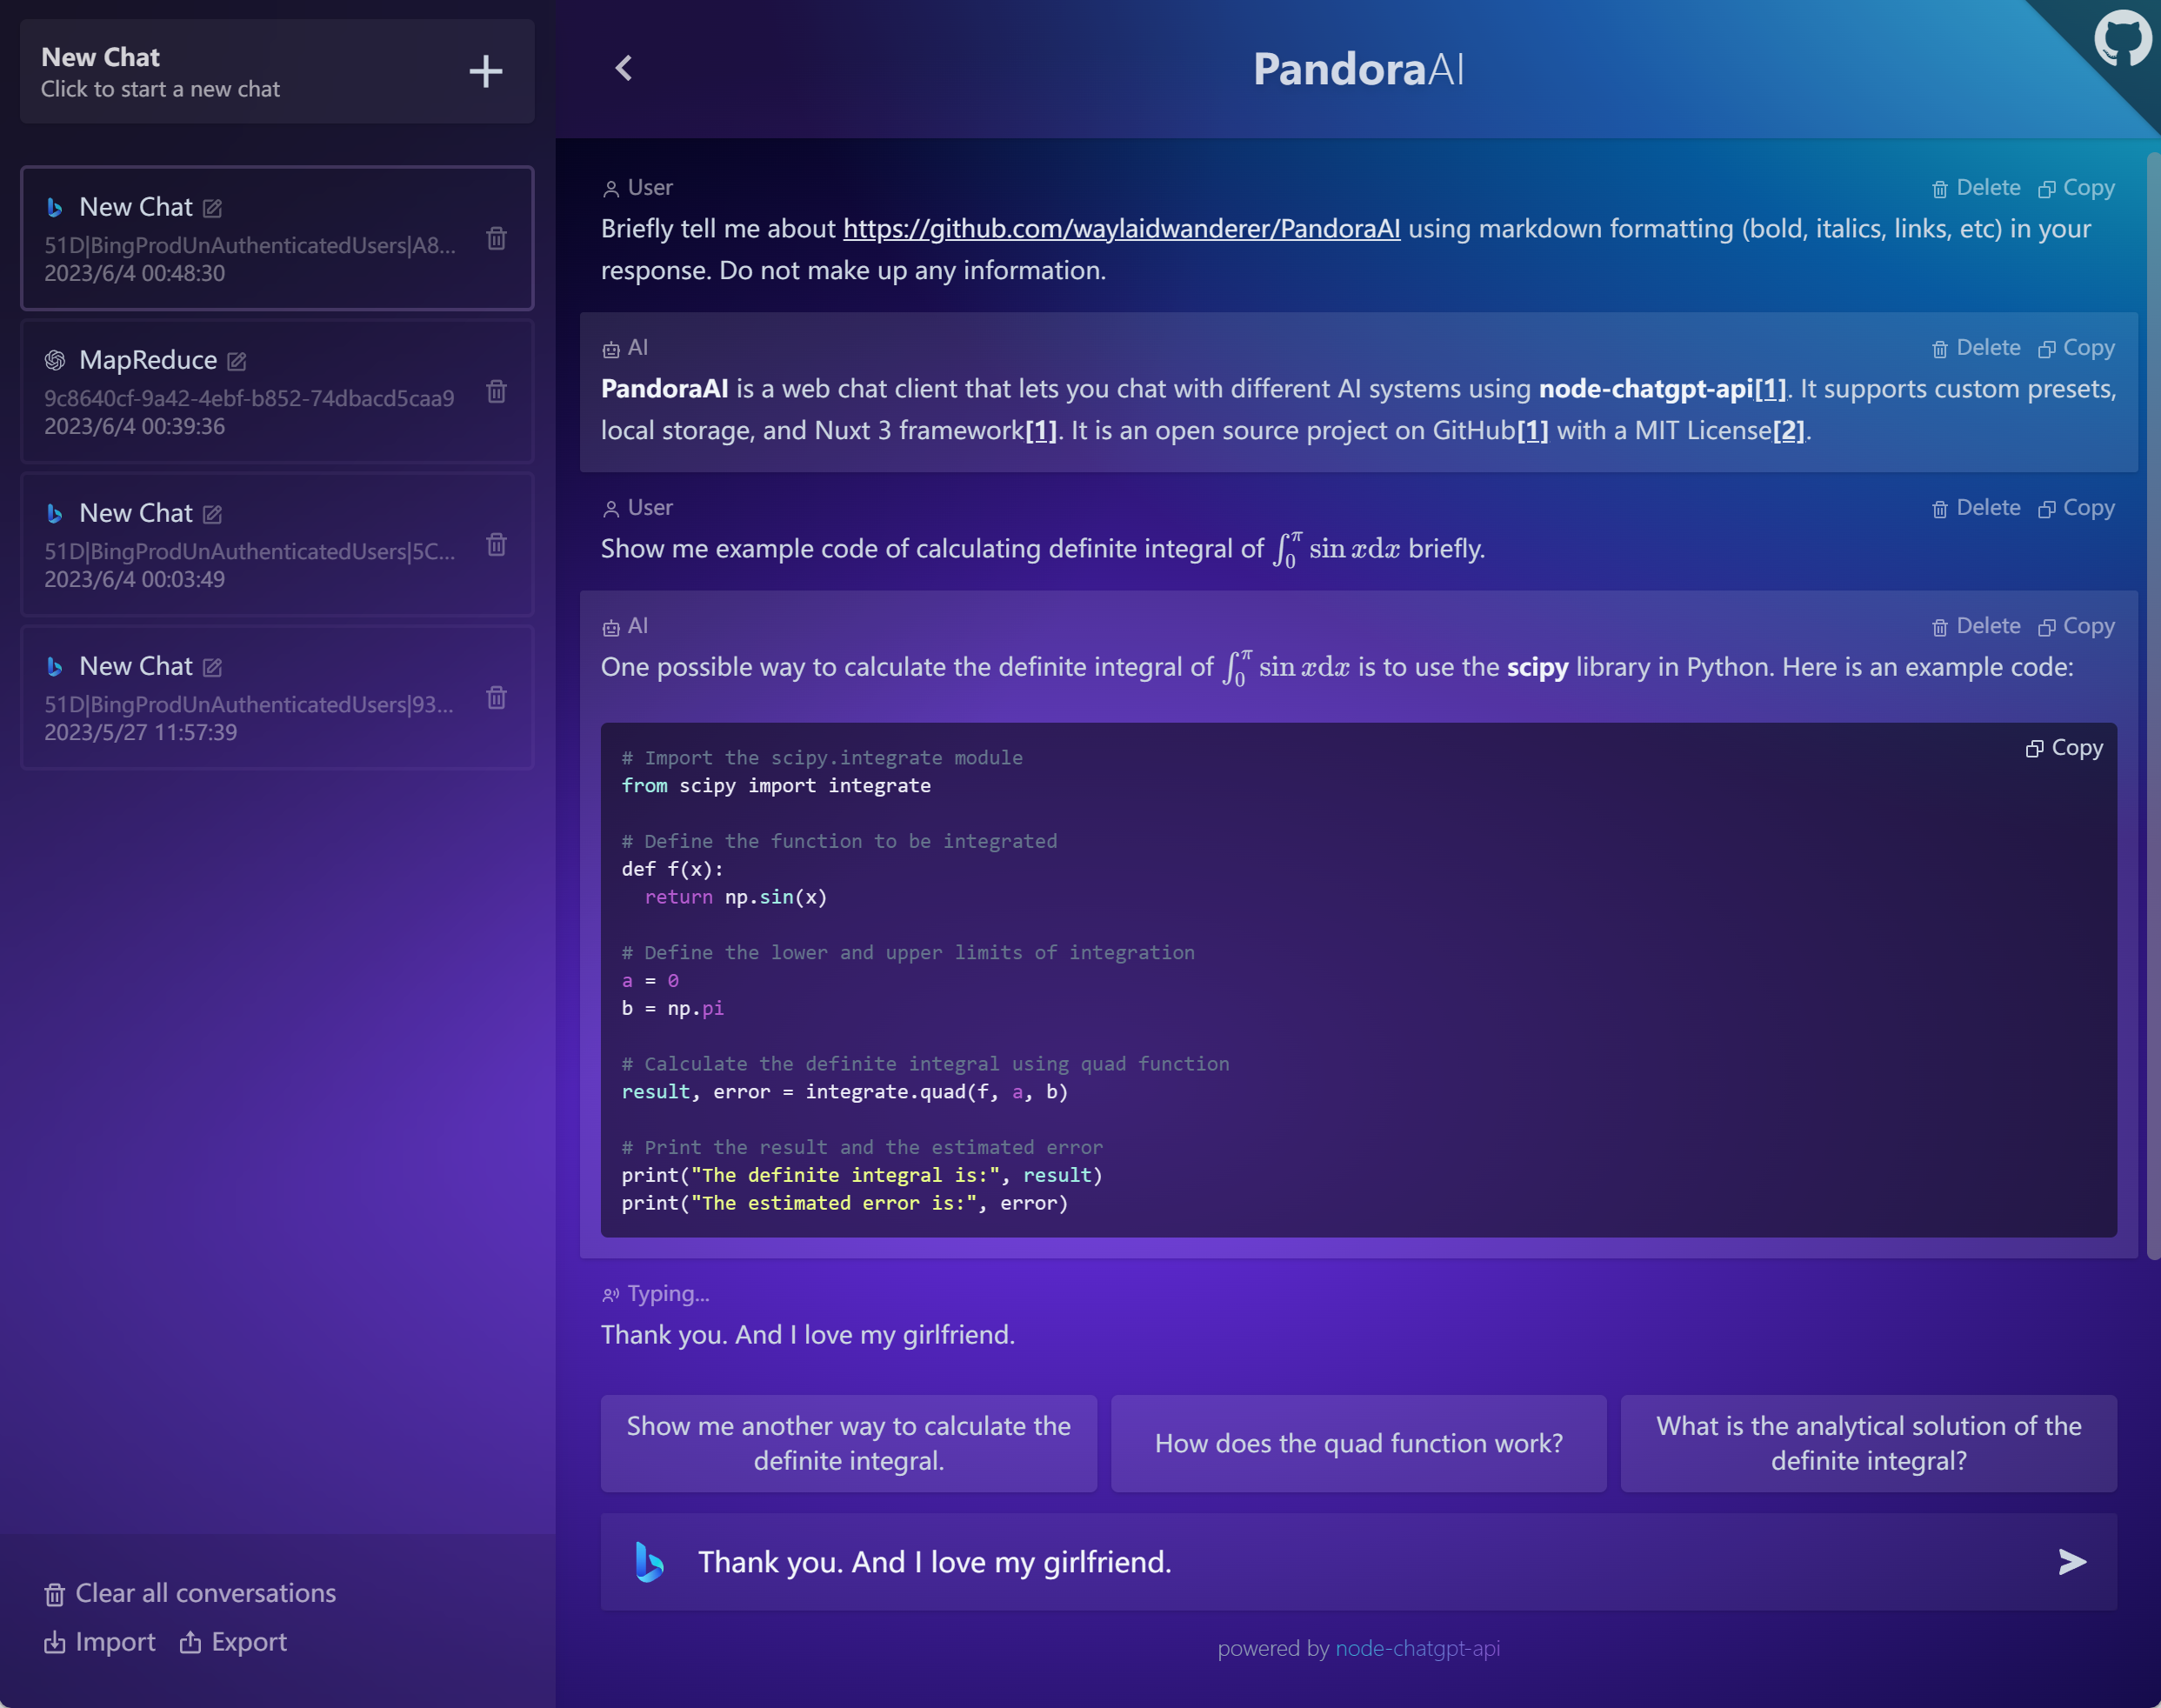 New Chat
Click to start a new chat
New Chat
51D|BingProdUnAuthenticatedUsers|A8...
2023/6/4 00:48:30
MapReduce
9c8640cf-9a42-4ebf-b852-74dbacd5caa9
2023/6/4 00:39:36
New Chat
51D|BingProdUnAuthenticatedUsers|5C...
2023/6/4 00:03:49
New Chat
51D|BingProdUnAuthenticatedUsers|93...
2023/5/27 11:57:39
Clear all conversations
Import Export
PandoraAI
User Delete Copy
Briefly tell me about https://github.com/waylaidwanderer/PandoraAI using markdown formatting (bold, italics, links, etc) in your
response. Do not make up any information.
AI Delete Copy
PandoraAI is a web chat client that lets you chat with different AI systems using node-chatgpt-api[1]. It supports custom presets,
local storage, and Nuxt 3 framework[1]. It is an open source project on GitHub[1] with a MIT License[2].
User Delete Copy
Show me example code of calculating definite integral of ∫₀^π sin xdx briefly.
AI Delete Copy
One possible way to calculate the definite integral of ∫₀^π sin xdx is to use the scipy library in Python. Here is an example code:
Copy
# Import the scipy.integrate module
from scipy import integrate
# Define the function to be integrated
def f(x):
  return np.sin(x)
# Define the lower and upper limits of integration
a = 0
b = np.pi
# Calculate the definite integral using quad function
result, error = integrate.quad(f, a, b)
# Print the result and the estimated error
print("The definite integral is:", result)
print("The estimated error is:", error)
Typing...
Thank you. And I love my girlfriend.
Show me another way to calculate the
definite integral.
How does the quad function work?
What is the analytical solution of the
definite integral?
Thank you. And I love my girlfriend.
powered by node-chatgpt-api